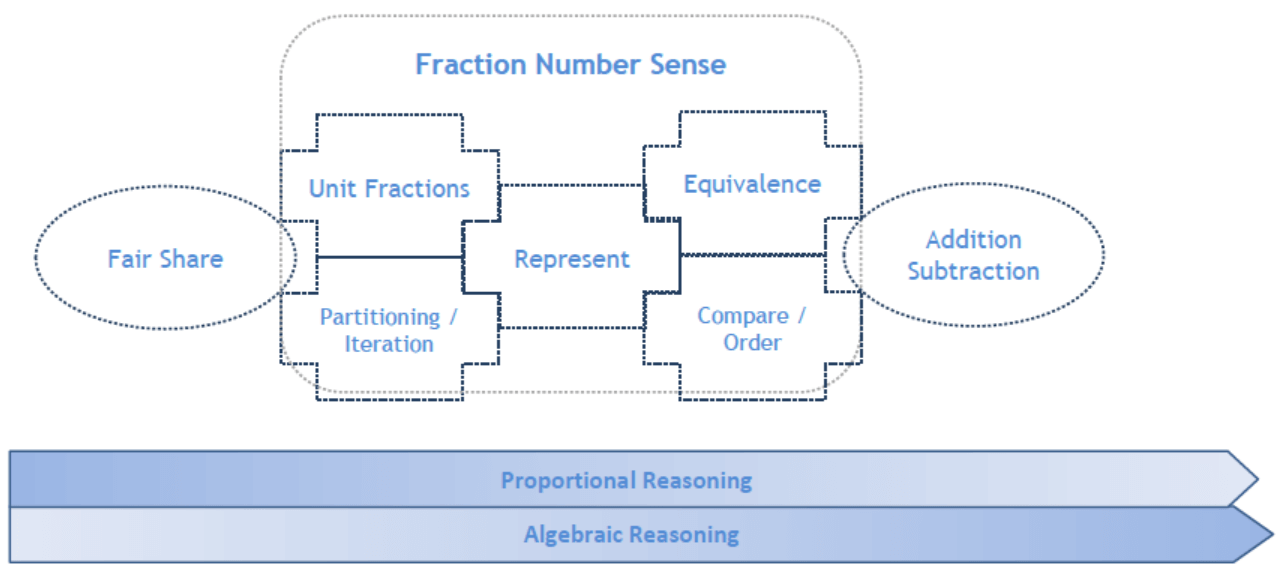 Fraction Number Sense
Unit Fractions
Equivalence
Fair Share
Represent
Addition
Subtraction
Partitioning /
Iteration
Compare /
Order
Proportional Reasoning
Algebraic Reasoning